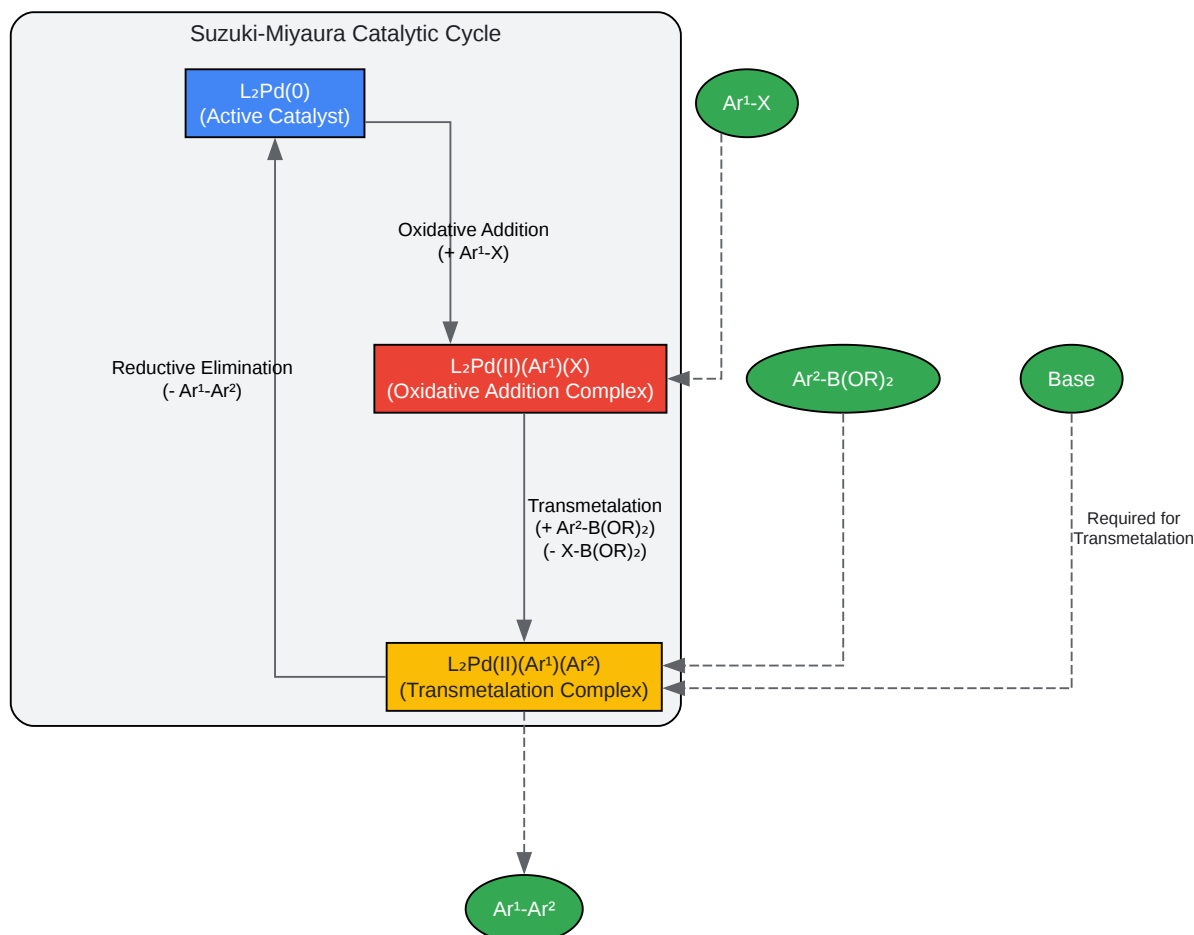 Suzuki-Miyaura Catalytic Cycle
L₂Pd(0)
(Active Catalyst)
Ar¹-X
Oxidative Addition
(+ Ar¹-X)
Reductive Elimination
(- Ar¹-Ar²)
L₂Pd(II)(Ar¹)(X)
(Oxidative Addition Complex)
Ar²-B(OR)₂
Base
Transmetalation
(+ Ar²-B(OR)₂)
(- X-B(OR)₂)
Required for
Transmetalation
L₂Pd(II)(Ar¹)(Ar²)
(Transmetalation Complex)
Ar¹-Ar²